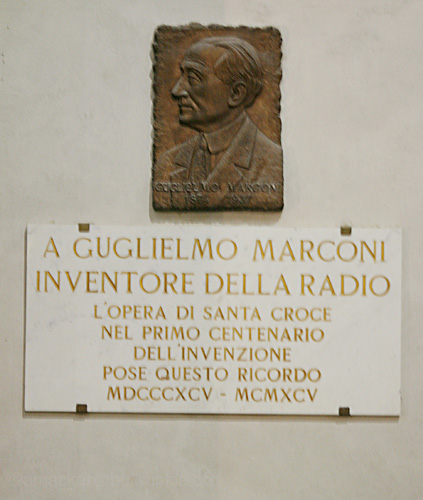 GUGLIELMO MARCONI
1937
A GUGLIELMO MARCONI
INVENTORE DELLA RADIO
L'OPERA DI SANTA CROCE
NEL PRIMO CENTENARIO
DELL'INVENZIONE
POSE QUESTO RICORDO
MDCCCXCV - MCMXCV